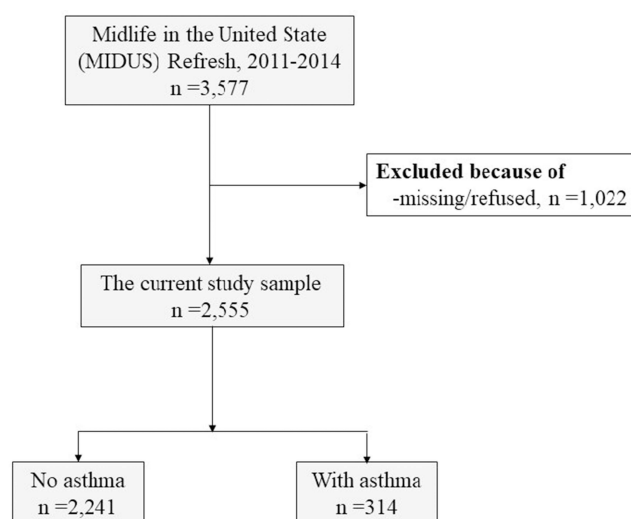 Midlife in the United State
(MIDUS) Refresh, 2011-2014
n =3,577
Excluded because of
-missing/refused, n =1,022
The current study sample
n =2,555
No asthma
n =2,241
With asthma
n =314